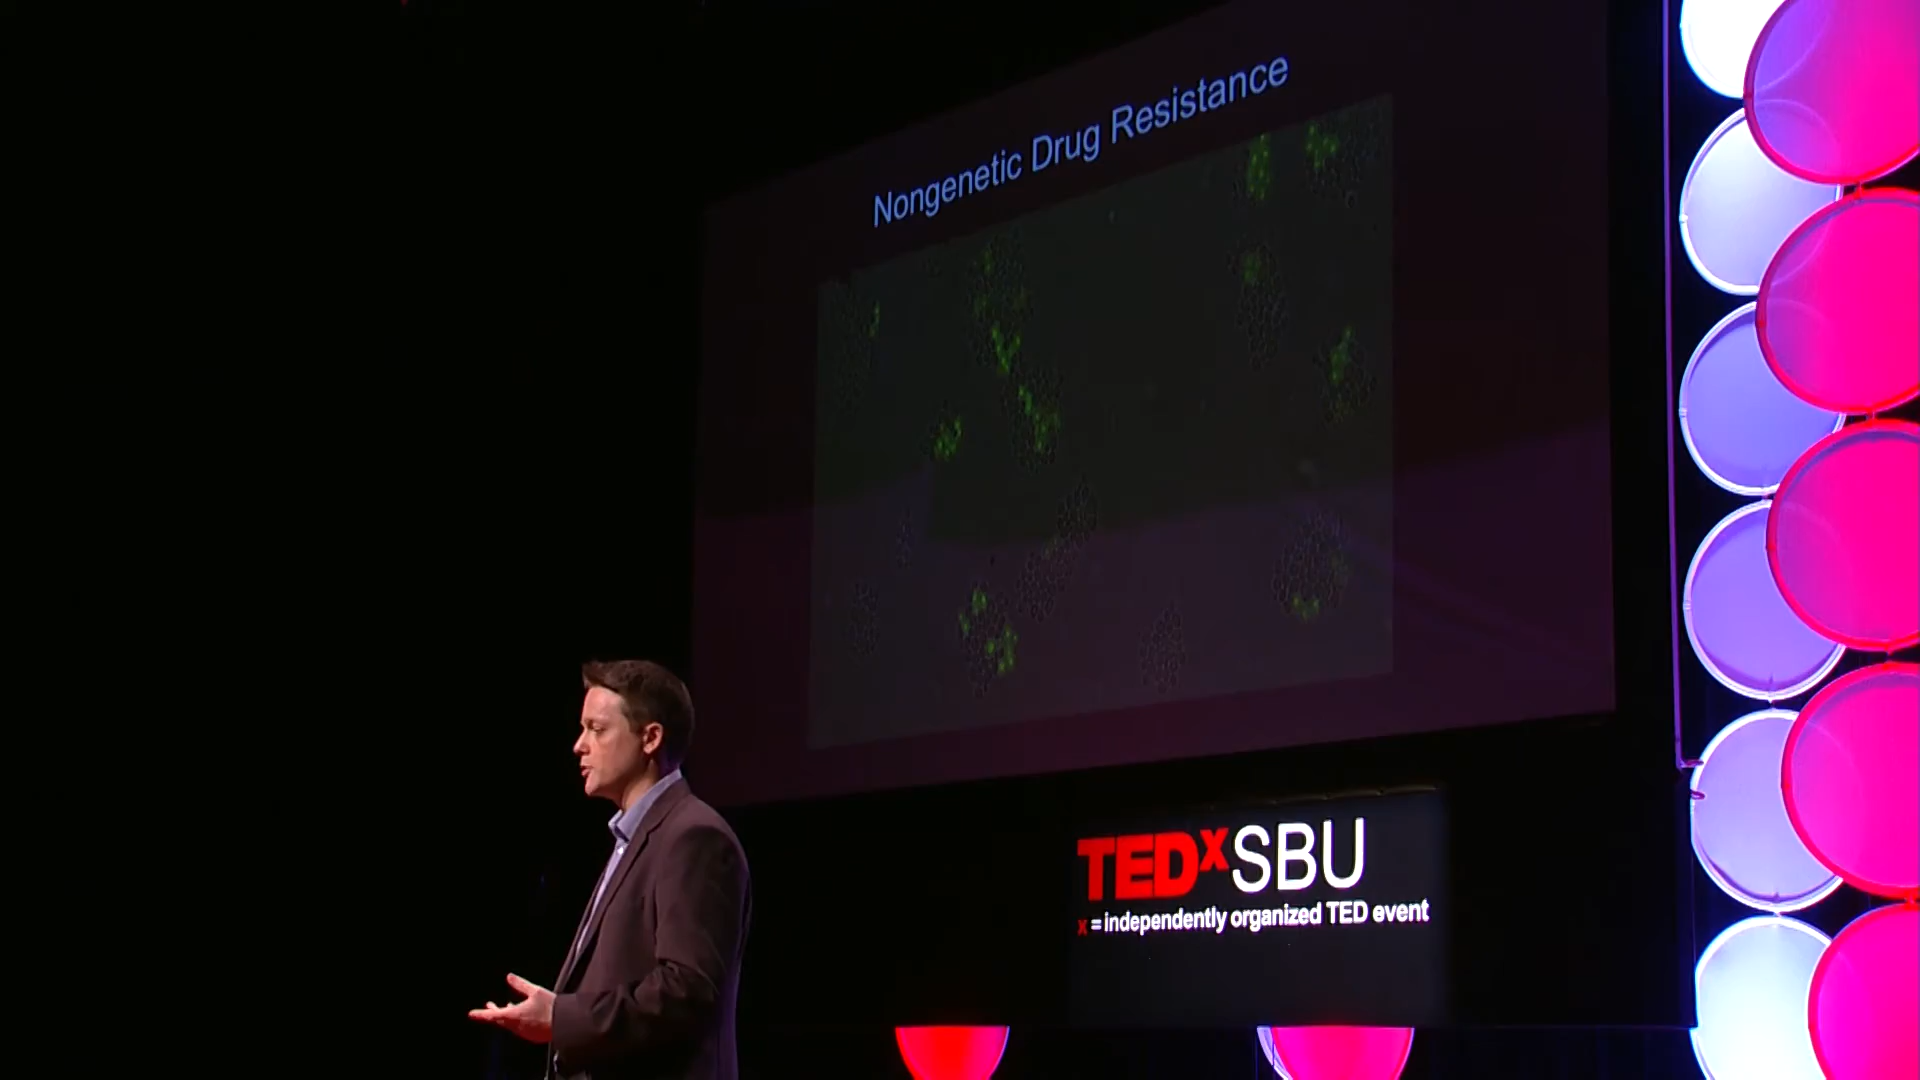 Nongenetic Drug Resistance
TEDxSBU
x = independently organized TED event